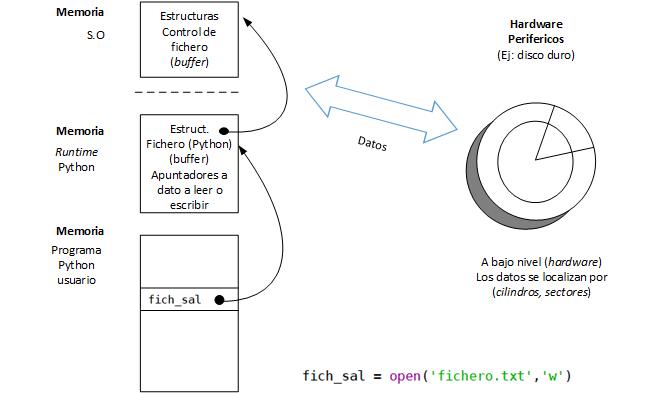 Memoria
S.O
Estructuras
Control de
fichero
(buffer)
Hardware
Perifericos
(Ej: disco duro)
Datos
Memoria
Runtime
Python
Estruct.
Fichero (Python)
(buffer)
Apuntadores a
dato a leer o
escribir
Memoria
Programa
Python
usuario
fich_sal
A bajo nivel (hardware)
Los datos se localizan por
(cilindros, sectores)
fich_sal = open('fichero.txt','w')